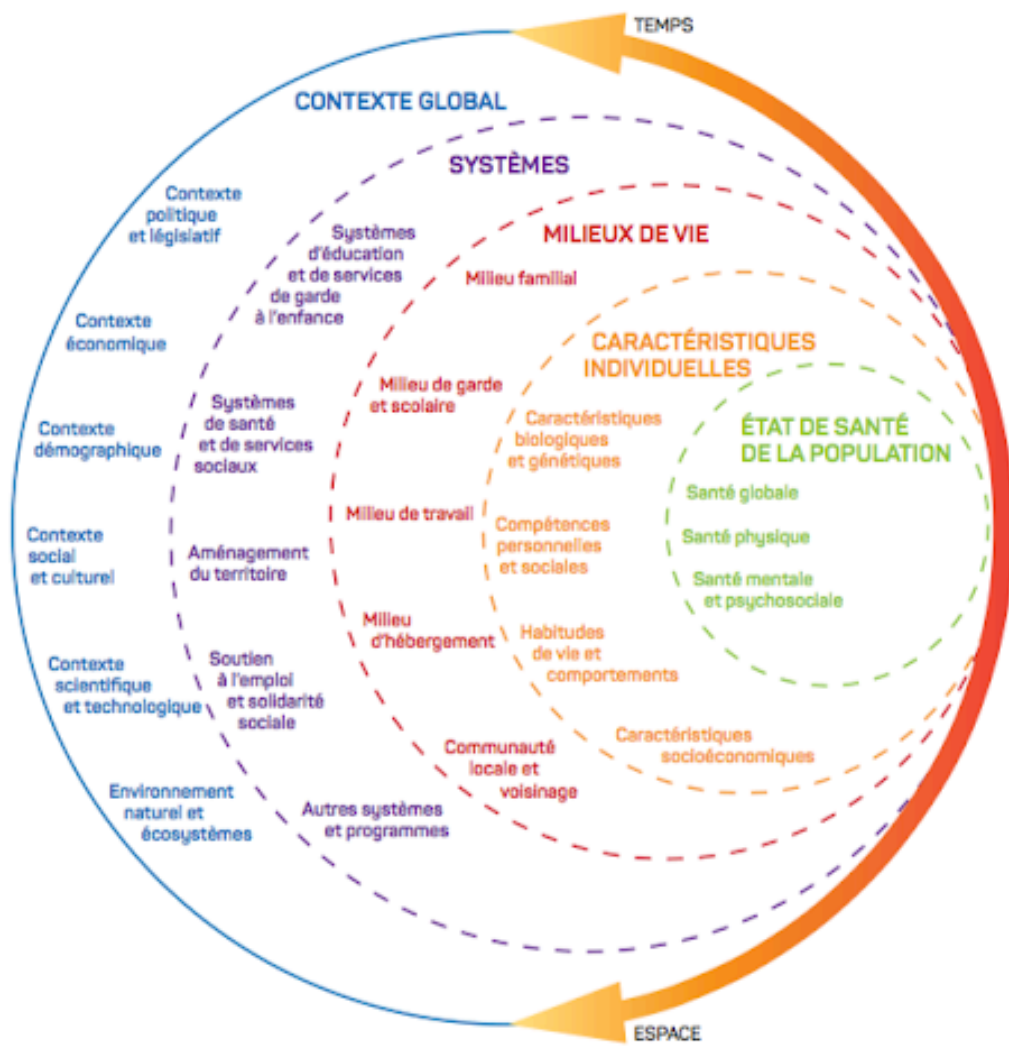 TEMPS
CONTEXTE GLOBAL
Contexte
politique
et législatif
Contexte
économique
Contexte
démographique
Contexte
social
et culturel
Contexte
scientifique
et technologique
Environnement
naturel et
écosystèmes
SYSTÈMES
Systèmes
d'éducation
et de services
de garde
à l'enfance
Systèmes
de santé
et de services
sociaux
Aménagement
du territoire
Soutien
à l'emploi
et solidarité
sociale
Autres systèmes
et programmes
MILIEUX DE VIE
Milieu familial
Milieu de garde
et scolaire
Milieu de travail
Milieu
d'hébergement
Communauté
locale et
voisinage
CARACTÉRISTIQUES
INDIVIDUELLES
Caractéristiques
biologiques
et génétiques
Compétences
personnelles
et sociales
Habitudes
de vie et
comportements
Caractéristiques
socioéconomiques
ÉTAT DE SANTÉ
DE LA POPULATION
Santé globale
Santé physique
Santé mentale
et psychosociale
ESPACE